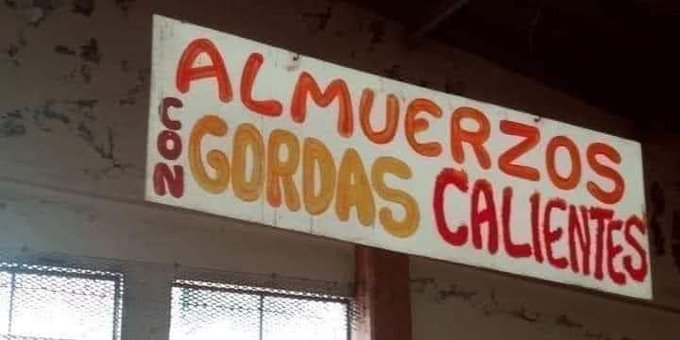 ALMUERZOS
CON GORDAS CALIENTES